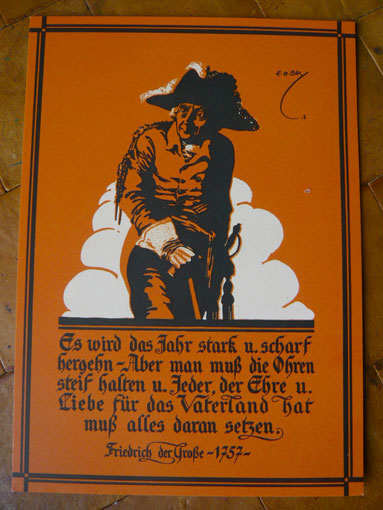 Es wird das Jahr stark u. scharf
hergehn-Aber man muß die Ohren
steif halten u. Jeder, der Ehre u.
Liebe für das Vaterland hat
muß alles daran setzen.
Friedrich der Große -1757-